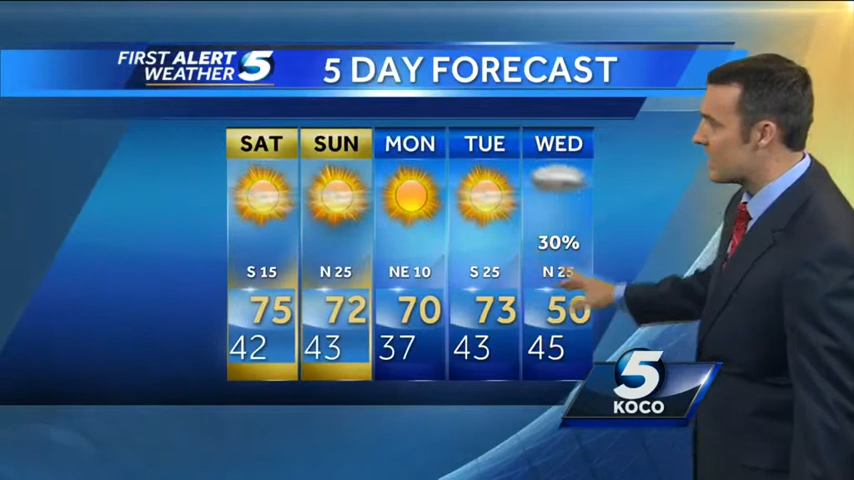 FIRST ALERT
WEATHER 5
5 DAY FORECAST
SAT SUN MON TUE WED
30%
S 15 N 25 NE 10 S 25 N 25
75 72 70 73 50
42 43 37 43 45
5
KOCO